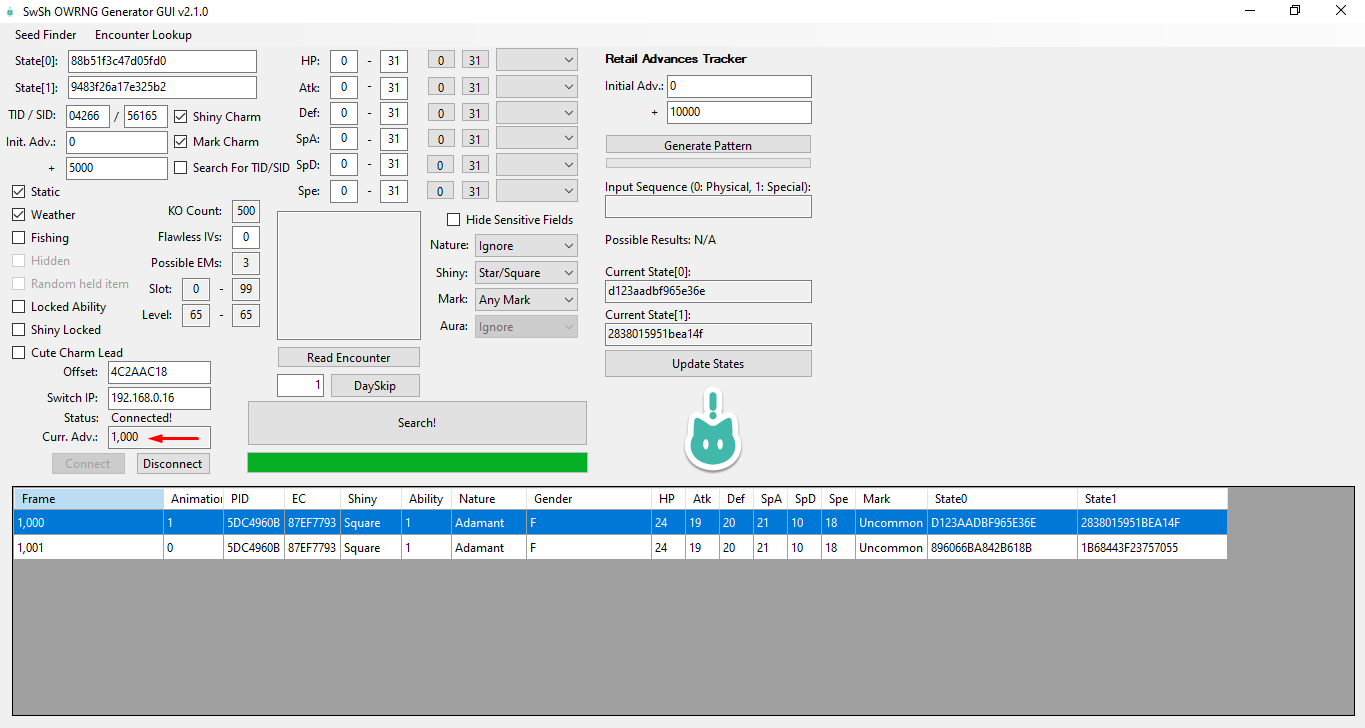 SwSh OWRNG Generator GUI v2.1.0
Seed Finder Encounter Lookup
State[0]: 88b51f3c47d05fd0
State[1]: 9483f26a17e325b2
TID / SID: 04266 / 56165 Shiny Charm
Init. Adv.: 0 Mark Charm
+ 5000 Search For TID/SID
Static
Weather
Fishing
Hidden
Random held item
Locked Ability
Shiny Locked
Cute Charm Lead
KO Count: 500
Flawless IVs: 0
Possible EMs: 3
Slot: 0 - 99
Level: 65 - 65
Offset: 4C2AAC18
Switch IP: 192.168.0.16
Status: Connected!
Curr. Adv.: 1,000
Connect Disconnect
HP: 0 - 31 0 31
Atk: 0 - 31 0 31
Def: 0 - 31 0 31
SpA: 0 - 31 0 31
SpD: 0 - 31 0 31
Spe: 0 - 31 0 31
Hide Sensitive Fields
Nature: Ignore
Shiny: Star/Square
Mark: Any Mark
Aura: Ignore
Read Encounter
1 DaySkip
Search!
Retail Advances Tracker
Initial Adv.: 0
+ 10000
Generate Pattern
Input Sequence (0: Physical, 1: Special):
Possible Results: N/A
Current State[0]:
d123aadbf965e36e
Current State[1]:
2838015951bea14f
Update States
Frame Animation PID EC Shiny Ability Nature Gender HP Atk Def SpA SpD Spe Mark State0 State1
1,000 1 5DC4960B 87EF7793 Square 1 Adamant F 24 19 20 21 10 18 Uncommon D123AADBF965E36E 2838015951BEA14F
1,001 0 5DC4960B 87EF7793 Square 1 Adamant F 24 19 20 21 10 18 Uncommon 896066BA842B618B 1B68443F23757055